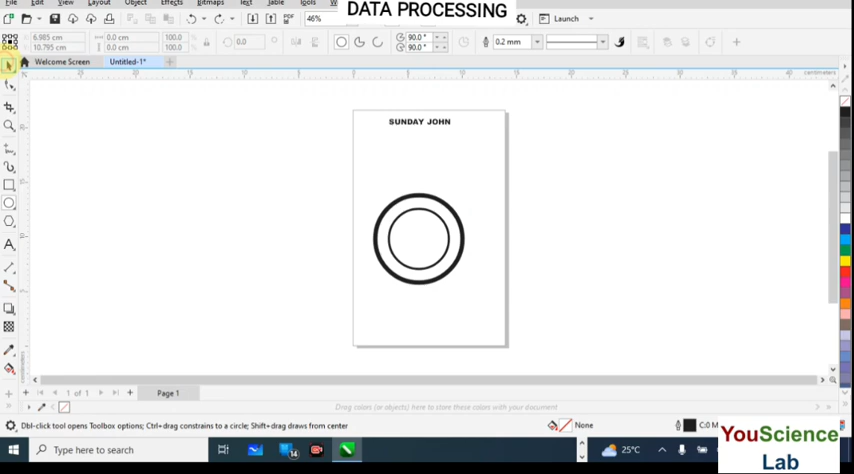 File Edit View Layout Object Effects Bitmaps Text Table Tools
DATA PROCESSING
PDF 46% Launch
6.985 cm 0.0 cm 100.0 90.0 °
10.795 cm 0.0 cm 100.0 0.0 90.0 ° 0.2 mm
Welcome Screen Untitled-1*
centimeters
SUNDAY JOHN
1 of 1 Page 1
Drag colors (or objects) here to store these colors with your document
Dbl-click tool opens Toolbox options; Ctrl+drag constrains to a circle; Shift+drag draws from center None C:0 M
Type here to search 14 25°C
YouScience
Lab